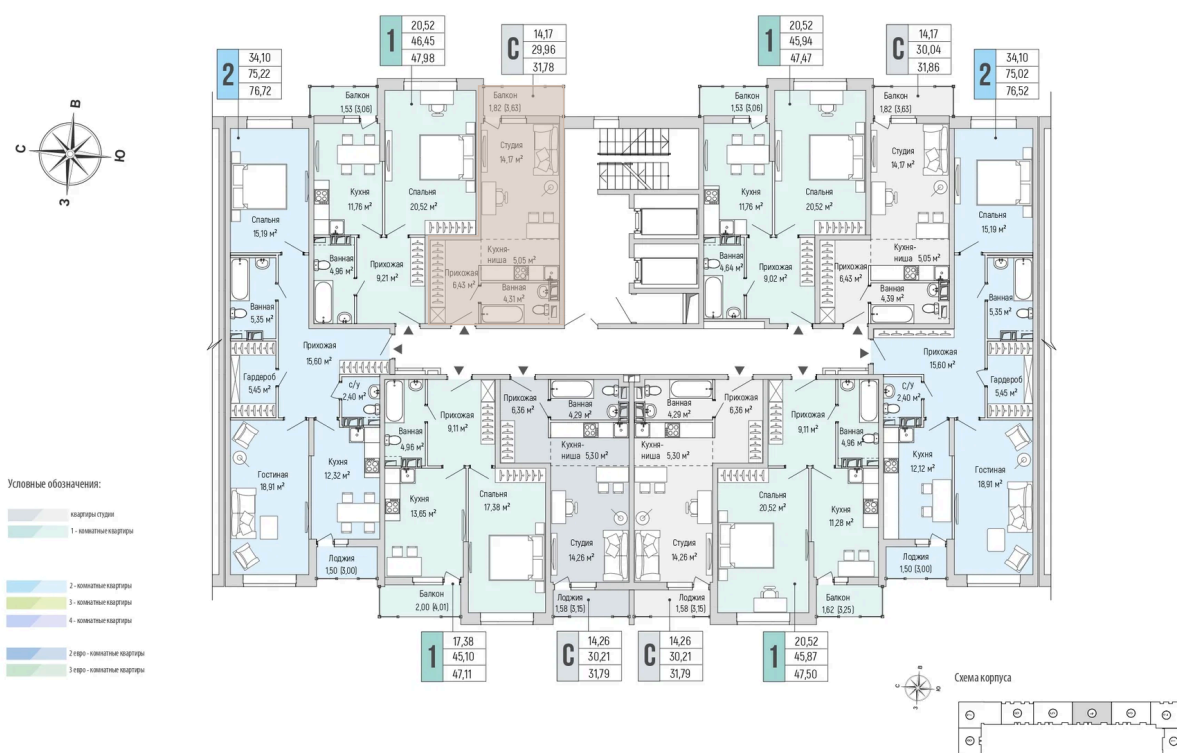 1
20,52
46,45
47,98
С
14,17
29,96
31,78
1
20,52
45,94
47,47
С
14,17
30,04
31,86
2
34,10
75,22
76,72
2
34,10
75,02
76,52
В
С
Ю
З
Балкон
1,53 (3,06)
Балкон
1,82 (3,63)
Балкон
1,53 (3,06)
Балкон
1,82 (3,63)
Спальня
15,19 м²
Кухня
11,76 м²
Спальня
20,52 м²
Студия
14,17 м²
Кухня
11,76 м²
Спальня
20,52 м²
Студия
14,17 м²
Спальня
15,19 м²
Ванная
4,96 м²
Прихожая
9,21 м²
Прихожая
6,43 м²
Кухня-
ниша 5,05 м²
Ванная
4,31 м²
Ванная
4,64 м²
Прихожая
9,02 м²
Прихожая
6,43 м²
Кухня-
ниша 5,05 м²
Ванная
4,39 м²
Ванная
5,35 м²
Ванная
5,35 м²
Прихожая
15,60 м²
Прихожая
15,60 м²
Гардероб
5,45 м²
с/у
2,40 м²
Ванная
4,96 м²
Прихожая
9,11 м²
Прихожая
6,36 м²
Ванная
4,29 м²
Ванная
4,29 м²
Прихожая
6,36 м²
Прихожая
9,11 м²
Ванная
4,96 м²
с/у
2,40 м²
Гардероб
5,45 м²
Кухня-
ниша 5,30 м²
Кухня-
ниша 5,30 м²
Гостиная
18,91 м²
Кухня
12,32 м²
Кухня
13,65 м²
Спальня
17,38 м²
Студия
14,26 м²
Студия
14,26 м²
Спальня
20,52 м²
Кухня
11,28 м²
Кухня
12,12 м²
Гостиная
18,91 м²
Лоджия
1,50 (3,00)
Балкон
2,00 (4,01)
Лоджия
1,58 (3,15)
Лоджия
1,58 (3,15)
Балкон
1,62 (3,25)
Лоджия
1,50 (3,00)
1
17,38
45,10
47,11
С
14,26
30,21
31,79
С
14,26
30,21
31,79
1
20,52
45,87
47,50
Условные обозначения:
квартиры студии
1 - комнатные квартиры
2 - комнатные квартиры
3 - комнатные квартиры
4 - комнатные квартиры
2 евро - комнатные квартиры
3 евро - комнатные квартиры
В
С
Ю
З
Схема корпуса